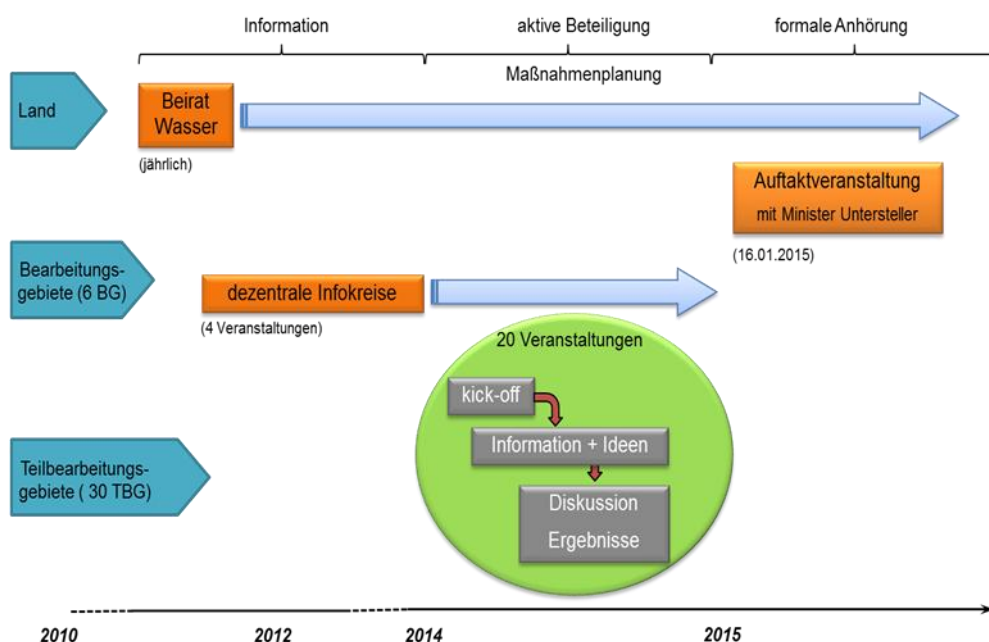 Information
aktive Beteiligung
formale Anhörung
Maßnahmenplanung
Land
Beirat
Wasser
(jährlich)
Auftaktveranstaltung
mit Minister Untersteller
(16.01.2015)
Bearbeitungs-
gebiete (6 BG)
dezentrale Infokreise
(4 Veranstaltungen)
20 Veranstaltungen
kick-off
Information + Ideen
Diskussion
Ergebnisse
Teilbearbeitungs-
gebiete ( 30 TBG)
2010
2012
2014
2015